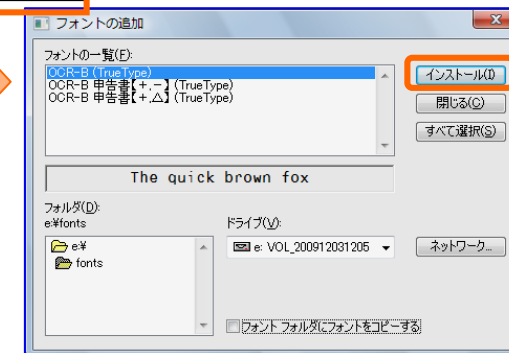 フォントの追加
フォントの一覧(F):
OCR-B (TrueType)
OCR-B 申告書【+,-】(TrueType)
OCR-B 申告書【+,△】(TrueType)
インストール(I)
閉じる(C)
すべて選択(S)
The quick brown fox
フォルダ(D):
e:¥fonts
ドライブ(V):
e:¥
fonts
e: VOL_200912031205
ネットワーク...
フォント フォルダにフォントをコピーする